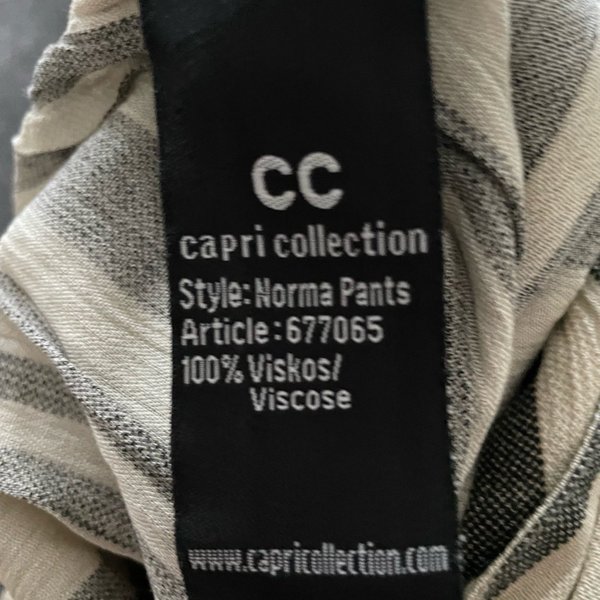 CC
capri collection
Style: Norma Pants
Article: 677065
100% Viskos/
Viscose
www.capricollection.com